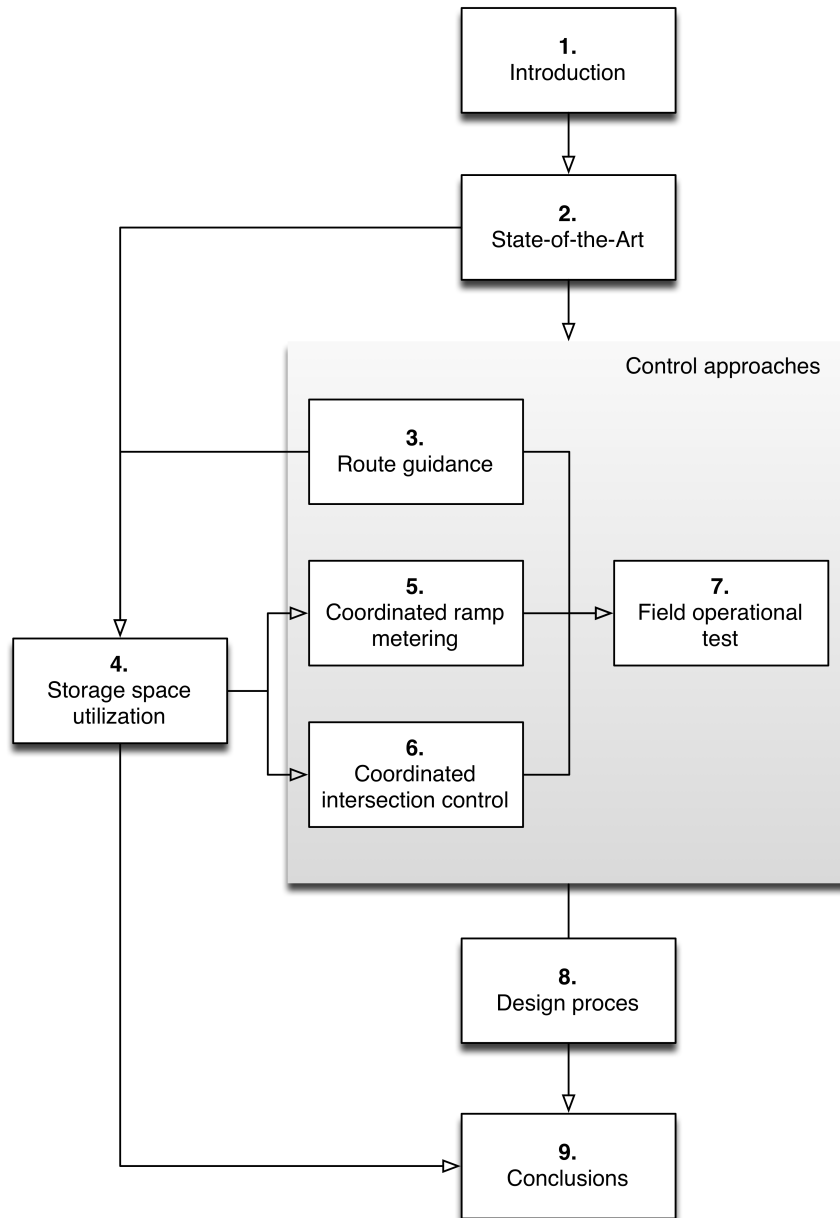 1.
Introduction
2.
State-of-the-Art
Control approaches
3.
Route guidance
5.
Coordinated ramp
metering
7.
Field operational
test
4.
Storage space
utilization
6.
Coordinated
intersection control
8.
Design proces
9.
Conclusions